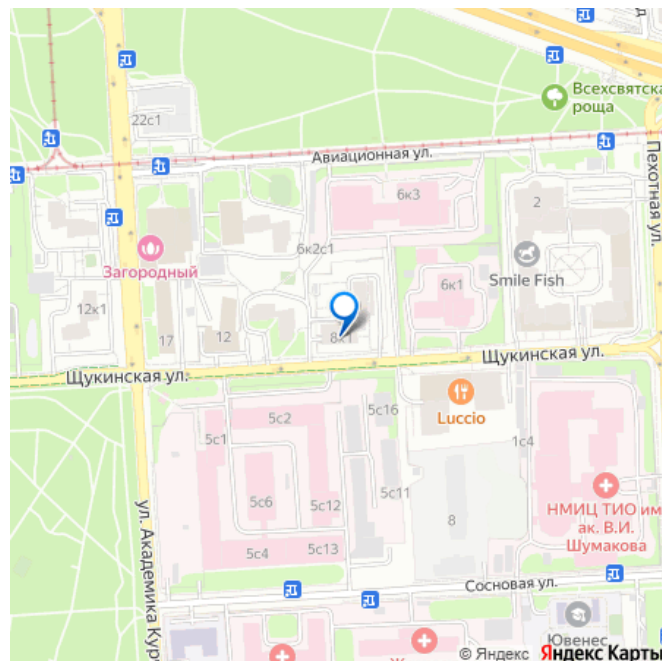 Всехсвятска
роща
22с1
Авиационная ул.
Пехотная ул.
6к3
2
6к2с1
Загородный
Smile Fish
6к1
12к1
17
12
8к1
Щукинская ул.
Щукинская ул.
5с2
5с16
Luccio
5с1
1с4
5с6
5с12
5с11
НМИЦ ТИО им
ак. В.И.
Шумакова
8
5с4
5с13
ул. Академика Курч
Сосновая ул.
Ювенес
© Яндекс Яндекс Карты